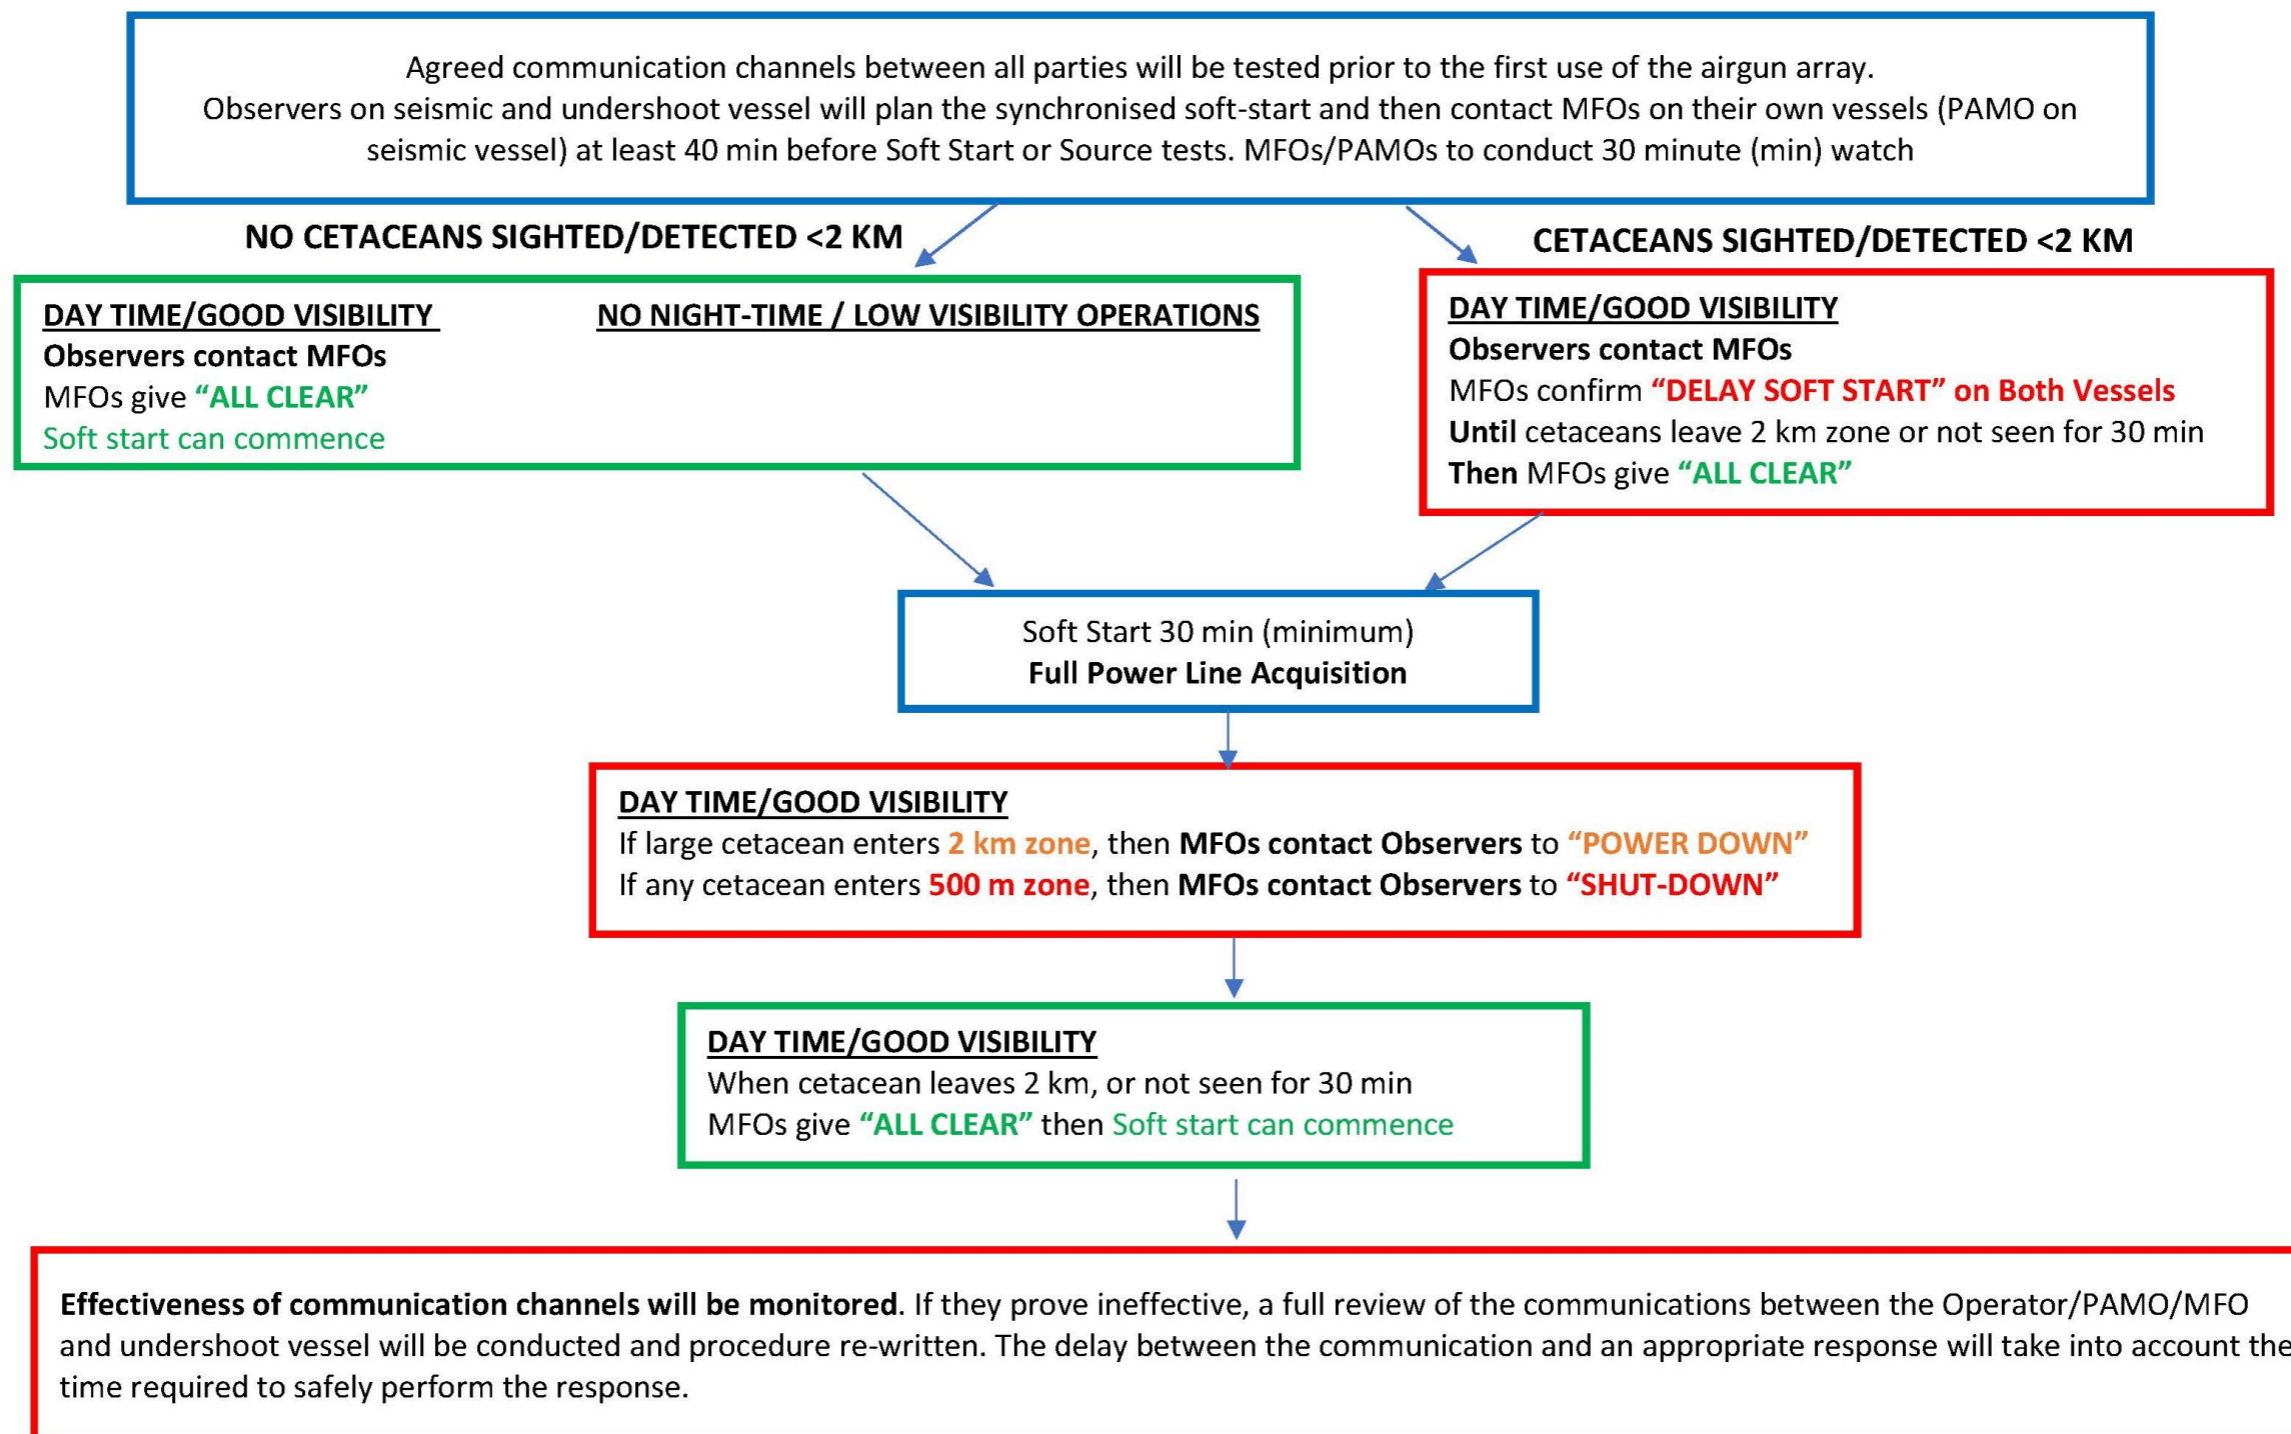 Agreed communication channels between all parties will be tested prior to the first use of the airgun array.
Observers on seismic and undershoot vessel will plan the synchronised soft-start and then contact MFOs on their own vessels (PAMO on
seismic vessel) at least 40 min before Soft Start or Source tests. MFOs/PAMOs to conduct 30 minute (min) watch
NO CETACEANS SIGHTED/DETECTED <2 KM
CETACEANS SIGHTED/DETECTED <2 KM
DAY TIME/GOOD VISIBILITY
Observers contact MFOs
MFOs give “ALL CLEAR”
Soft start can commence
NO NIGHT-TIME / LOW VISIBILITY OPERATIONS
DAY TIME/GOOD VISIBILITY
Observers contact MFOs
MFOs confirm “DELAY SOFT START” on Both Vessels
Until cetaceans leave 2 km zone or not seen for 30 min
Then MFOs give “ALL CLEAR”
Soft Start 30 min (minimum)
Full Power Line Acquisition
DAY TIME/GOOD VISIBILITY
If large cetacean enters 2 km zone, then MFOs contact Observers to “POWER DOWN”
If any cetacean enters 500 m zone, then MFOs contact Observers to “SHUT-DOWN”
DAY TIME/GOOD VISIBILITY
When cetacean leaves 2 km, or not seen for 30 min
MFOs give “ALL CLEAR” then Soft start can commence
Effectiveness of communication channels will be monitored. If they prove ineffective, a full review of the communications between the Operator/PAMO/MFO
and undershoot vessel will be conducted and procedure re-written. The delay between the communication and an appropriate response will take into account the
time required to safely perform the response.